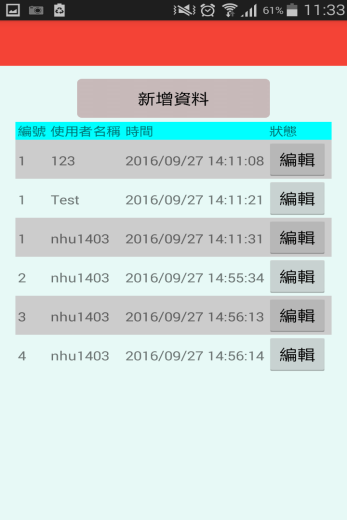 61% 11:33
新增資料
編號 使用者名稱 時間 狀態
1 123 2016/09/27 14:11:08 編輯
1 Test 2016/09/27 14:11:21 編輯
1 nhu1403 2016/09/27 14:11:31 編輯
2 nhu1403 2016/09/27 14:55:34 編輯
3 nhu1403 2016/09/27 14:56:13 編輯
4 nhu1403 2016/09/27 14:56:14 編輯